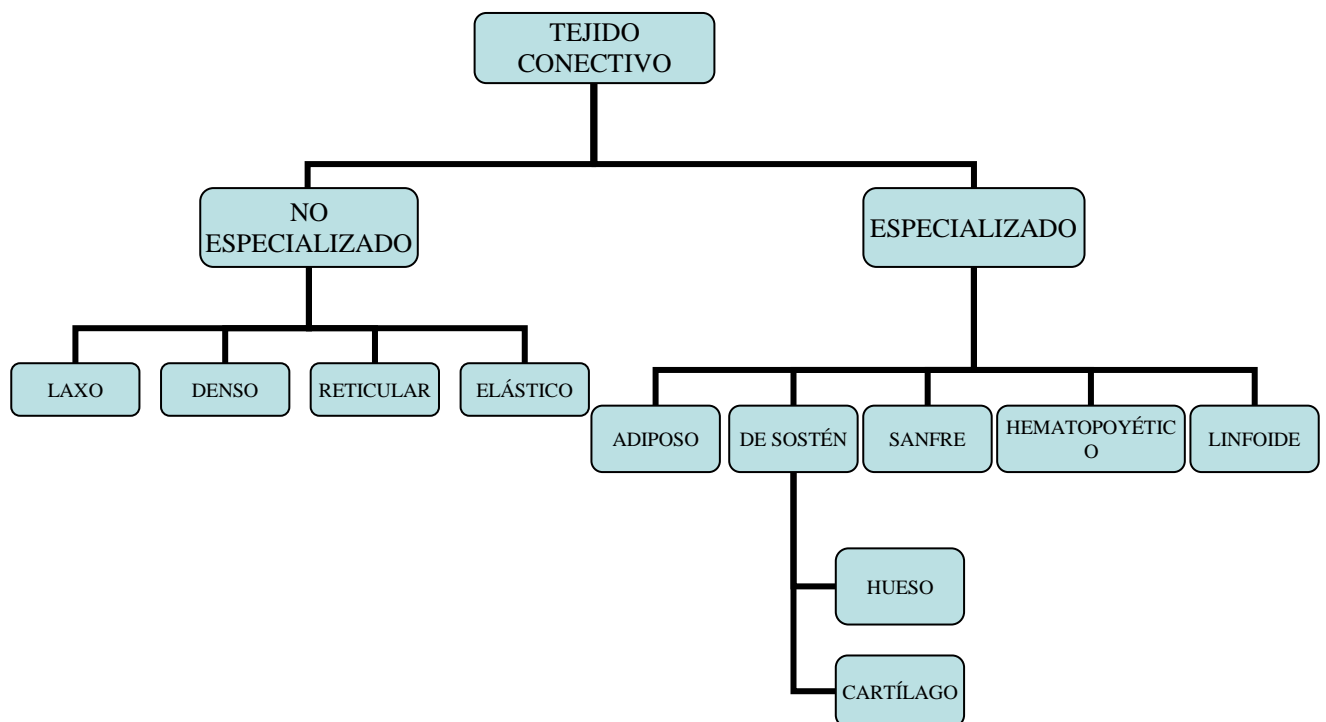 TEJIDO
CONECTIVO
NO
ESPECIALIZADO
ESPECIALIZADO
LAXO
DENSO
RETICULAR
ELÁSTICO
ADIPOSO
DE SOSTÉN
SANFRE
HEMATOPOYÉTIC
O
LINFOIDE
HUESO
CARTÍLAGO